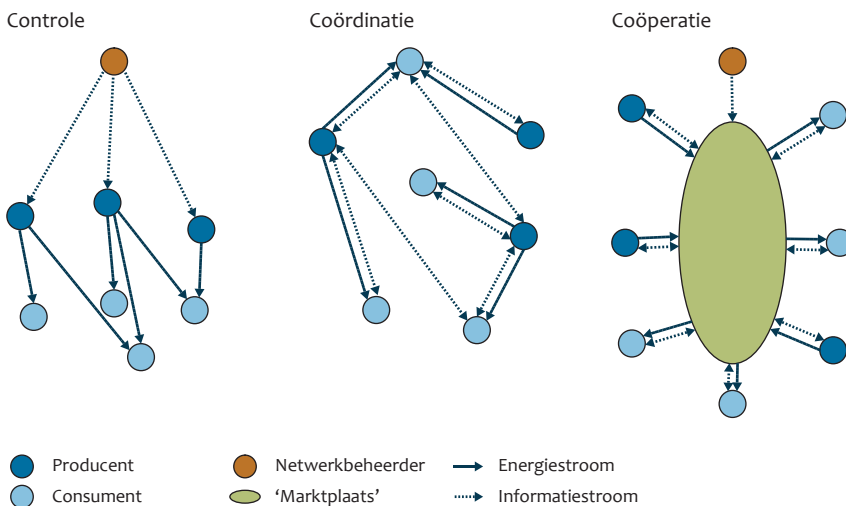 Controle
Coördinatie
Coöperatie
Producent
Netwerkbeheerder
Energiestroom
Consument
‘Marktplaats’
Informatiestroom